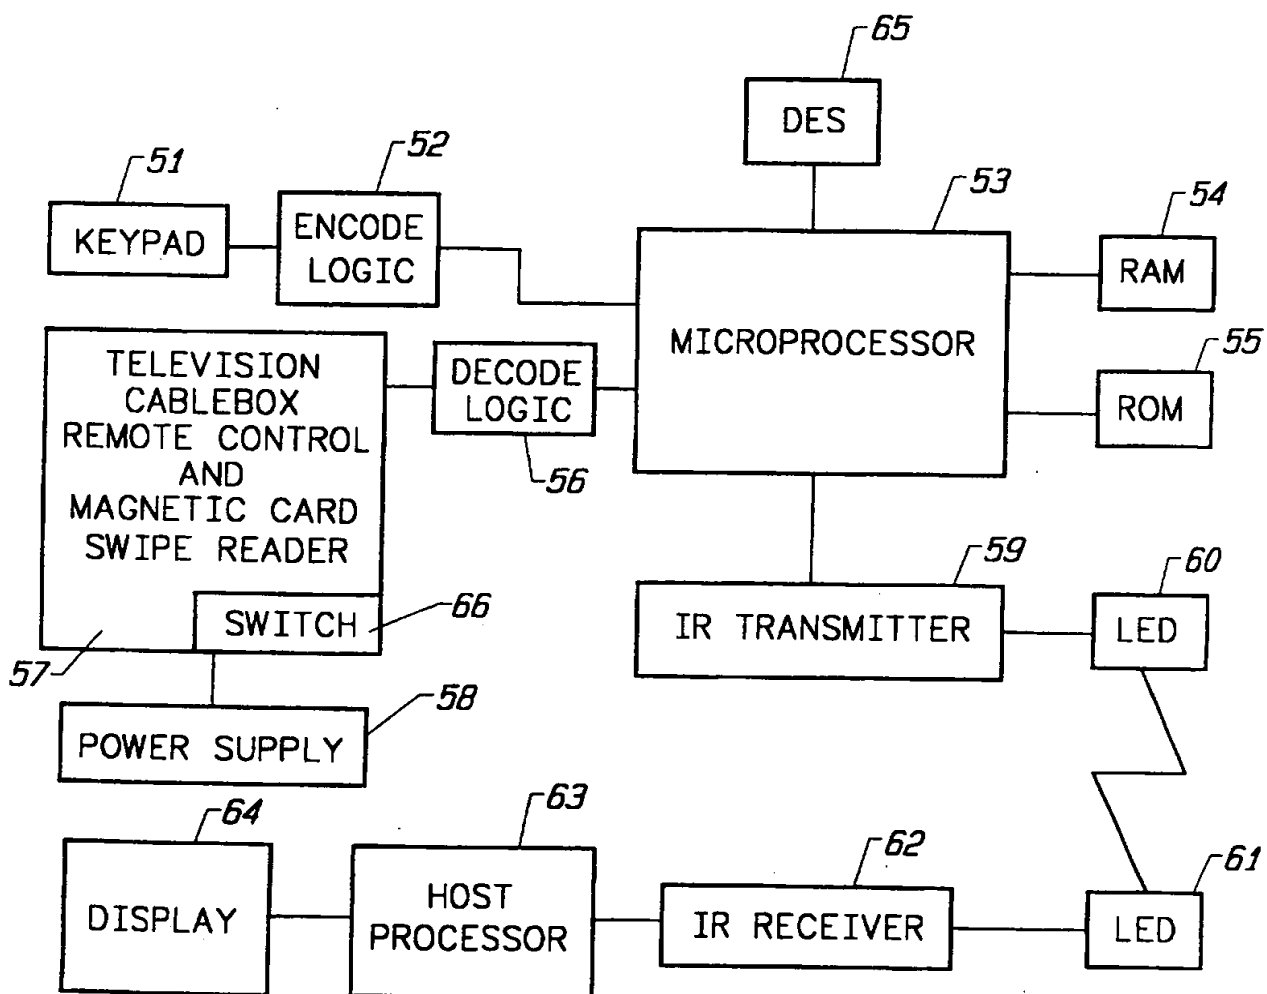 65
DES
51
52
53
54
KEYPAD
ENCODE
LOGIC
RAM
MICROPROCESSOR
TELEVISION
CABLEBOX
REMOTE CONTROL
AND
MAGNETIC CARD
SWIPE READER
DECODE
LOGIC
56
55
ROM
59
60
SWITCH
66
IR TRANSMITTER
LED
57
58
POWER SUPPLY
64
63
62
61
DISPLAY
HOST
PROCESSOR
IR RECEIVER
LED